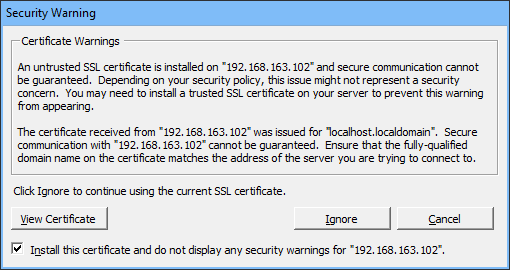 Security Warning
Certificate Warnings
An untrusted SSL certificate is installed on "192.168.163.102" and secure communication cannot
be guaranteed. Depending on your security policy, this issue might not represent a security
concern. You may need to install a trusted SSL certificate on your server to prevent this warning
from appearing.
The certificate received from "192.168.163.102" was issued for "localhost.localdomain". Secure
communication with "192.168.163.102" cannot be guaranteed. Ensure that the fully-qualified
domain name on the certificate matches the address of the server you are trying to connect to.
Click Ignore to continue using the current SSL certificate.
View Certificate Ignore Cancel
Install this certificate and do not display any security warnings for "192.168.163.102".